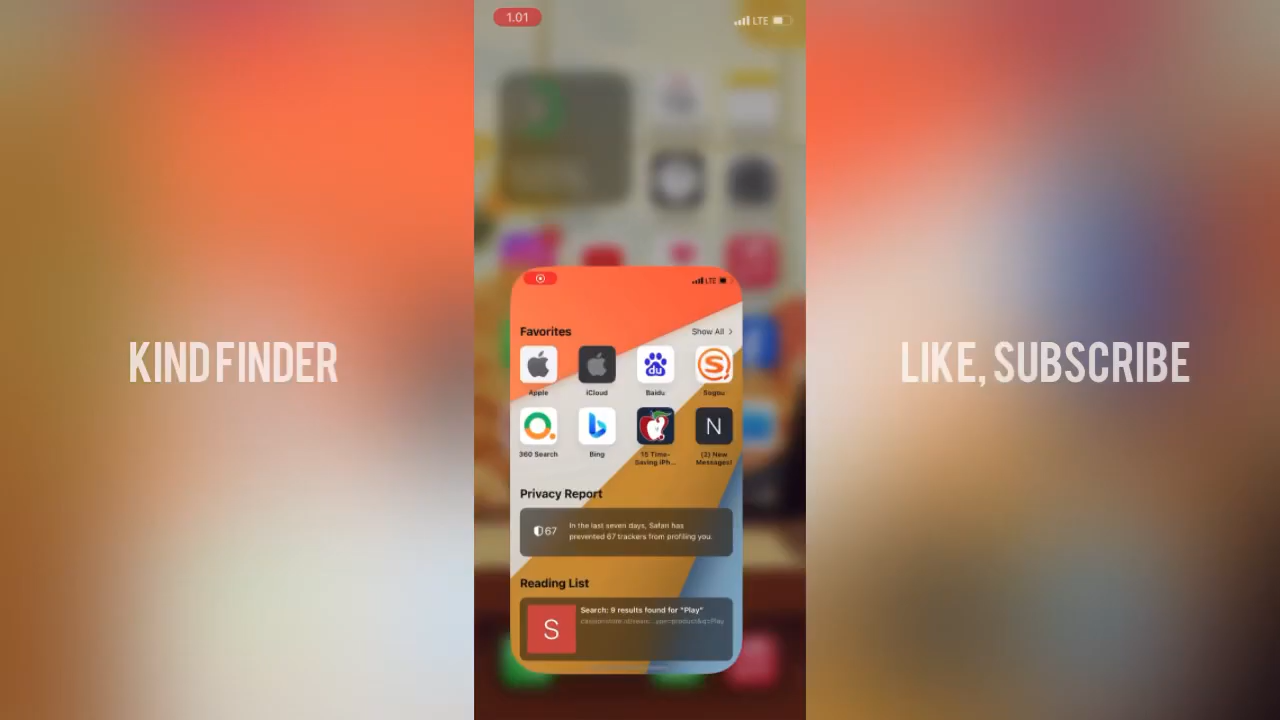 1.01
LTE
LTE
Favorites
Show All >
Apple
iCloud
Baidu
Sogou
360 Search
Bing
15 Time-
Saving iPh...
(2) New
Messages!
du
S
N
Privacy Report
67
In the last seven days, Safari has
prevented 67 trackers from profiling you.
Reading List
S
Search: 9 results found for "Play"
KIND FINDER
LIKE, SUBSCRIBE